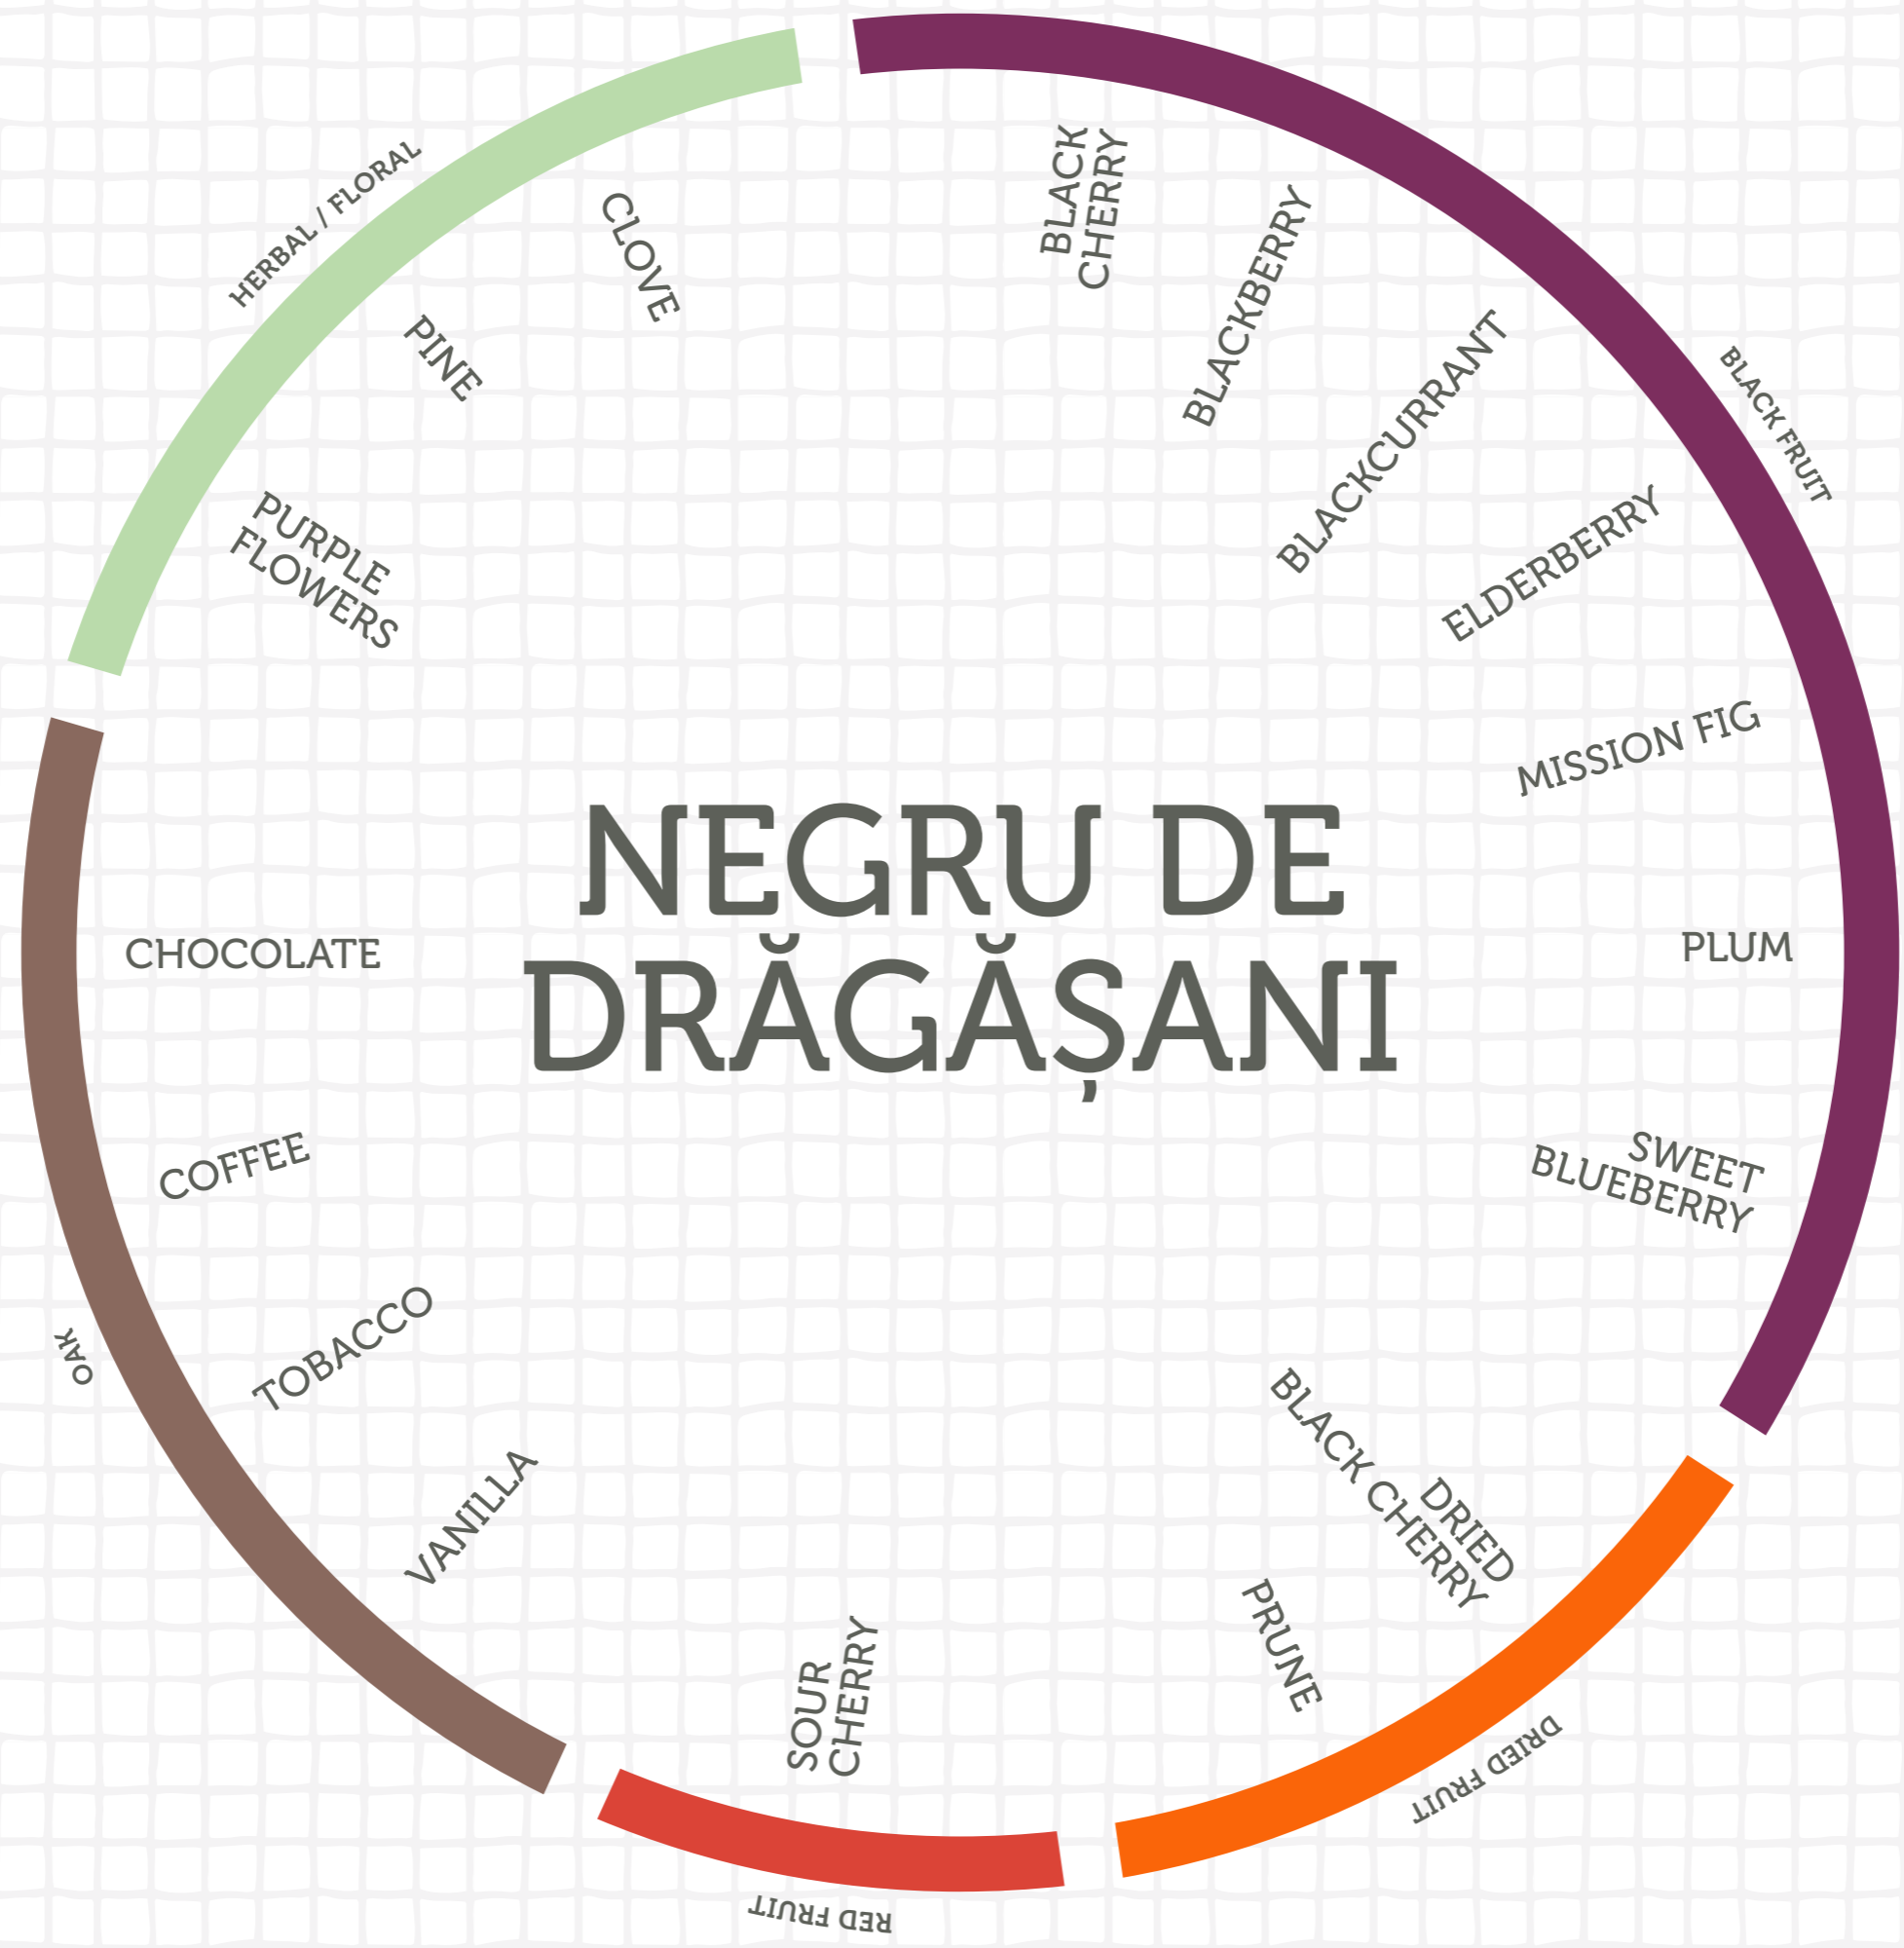 NEGRU DE
DRĂGĂȘANI
BLACK FRUIT
BLACK
CHERRY
BLACKBERRY
BLACKCURRANT
ELDERBERRY
MISSION FIG
PLUM
SWEET
BLUEBERRY
DRIED FRUIT
DRIED
BLACK CHERRY
PRUNE
RED FRUIT
SOUR
CHERRY
OAK
VANILLA
TOBACCO
COFFEE
CHOCOLATE
HERBAL / FLORAL
PURPLE
FLOWERS
PINE
CLOVE